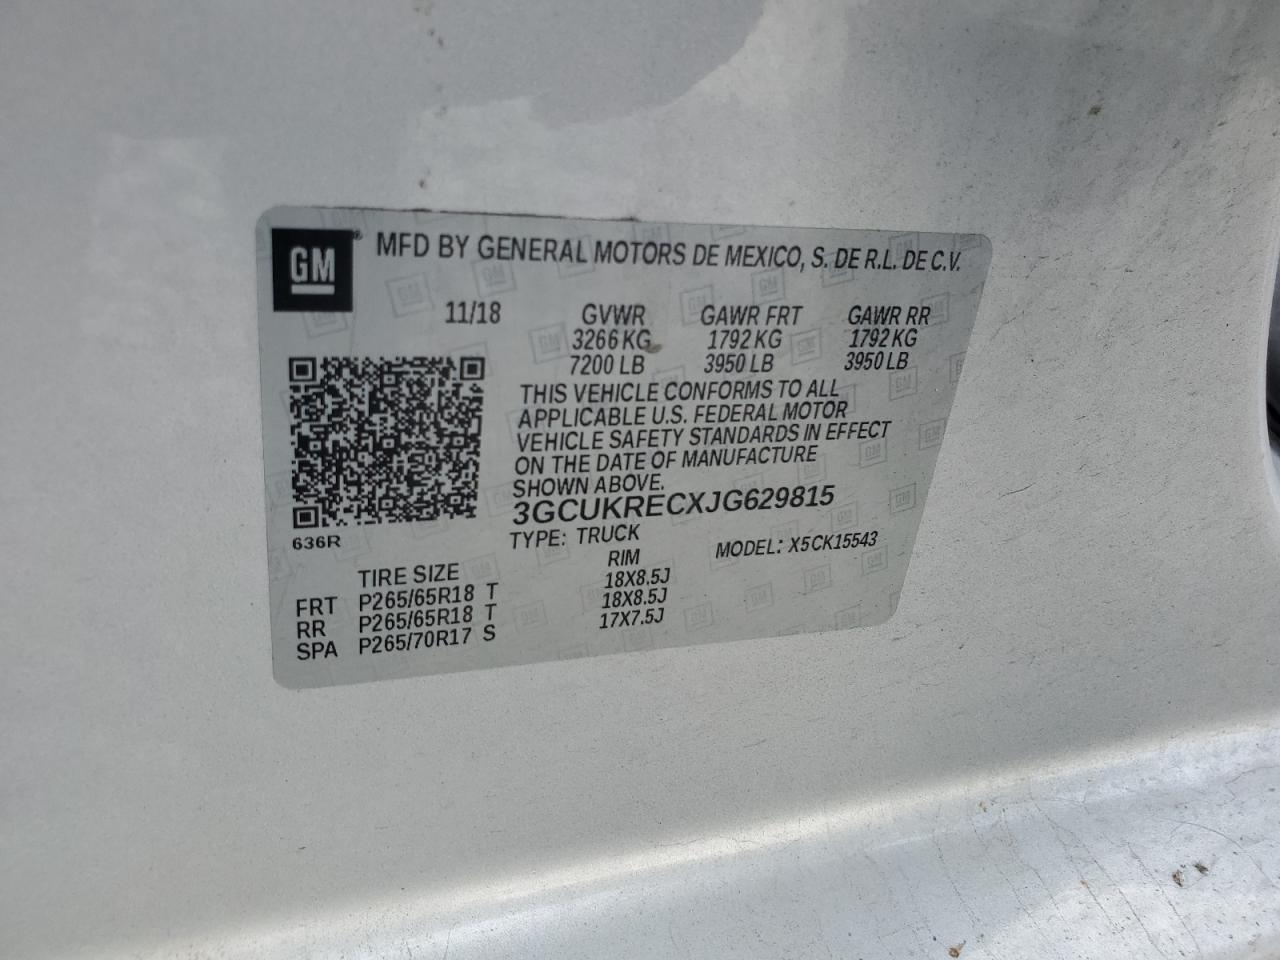 GM® MFD BY GENERAL MOTORS DE MEXICO, S. DE R.L. DE C.V.
11/18 GVWR GAWR FRT GAWR RR
3266 KG 1792 KG 1792 KG
7200 LB 3950 LB 3950 LB
THIS VEHICLE CONFORMS TO ALL
APPLICABLE U.S. FEDERAL MOTOR
VEHICLE SAFETY STANDARDS IN EFFECT
ON THE DATE OF MANUFACTURE
SHOWN ABOVE.
3GCUKRECXJG629815
636R
TYPE: TRUCK MODEL: X5CK15543
TIRE SIZE RIM
FRT P265/65R18 T 18X8.5J
RR P265/65R18 T 18X8.5J
SPA P265/70R17 S 17X7.5J